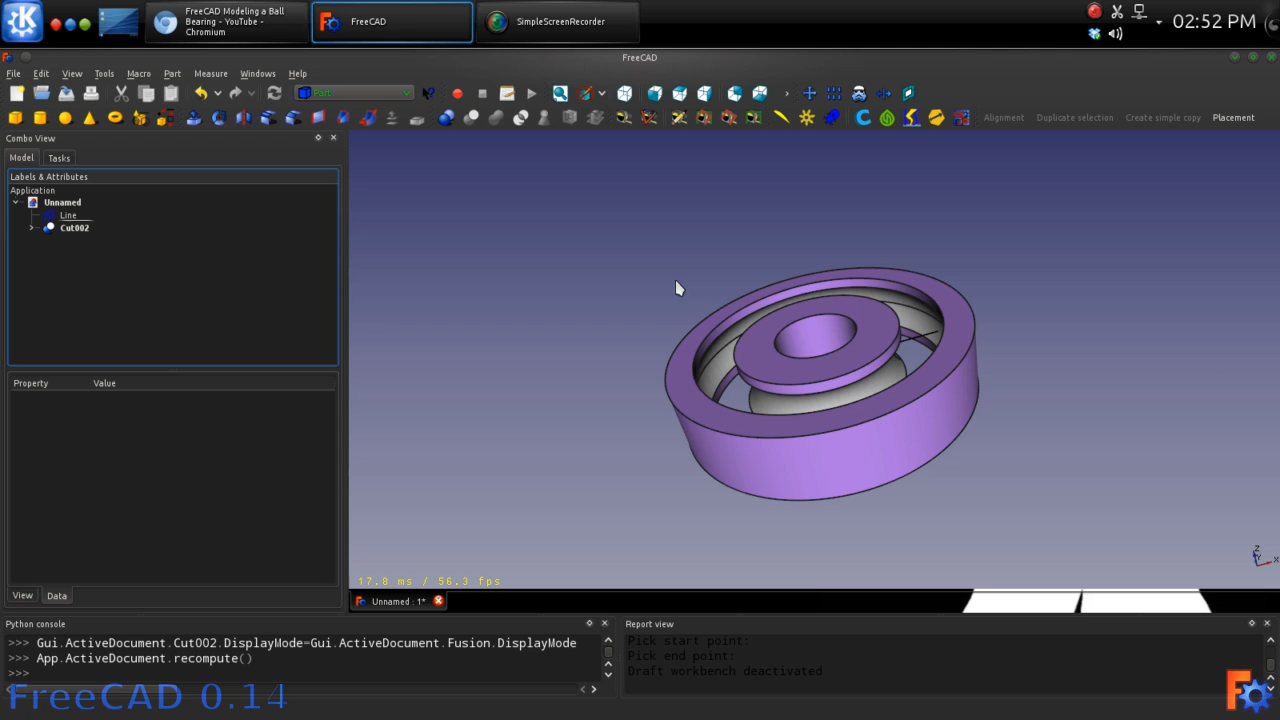 FreeCAD Modeling a Ball
Bearing - YouTube -
Chromium
FreeCAD
SimpleScreenRecorder
02:52 PM
FreeCAD
File Edit View Tools Macro Part Measure Windows Help
Part
Alignment Duplicate selection Create simple copy Placement
Combo View
Model Tasks
Labels & Attributes
Application
Unnamed
Line
Cut002
Property Value
17.8 ms / 56.3 fps
Z
Y
X
View Data
Unnamed : 1*
Python console
>>> Gui.ActiveDocument.Cut002.DisplayMode=Gui.ActiveDocument.Fusion.DisplayMode
>>> App.ActiveDocument.recompute()
>>>
Report view
Pick start point:
Pick end point:
Draft workbench deactivated
FreeCAD 0.14